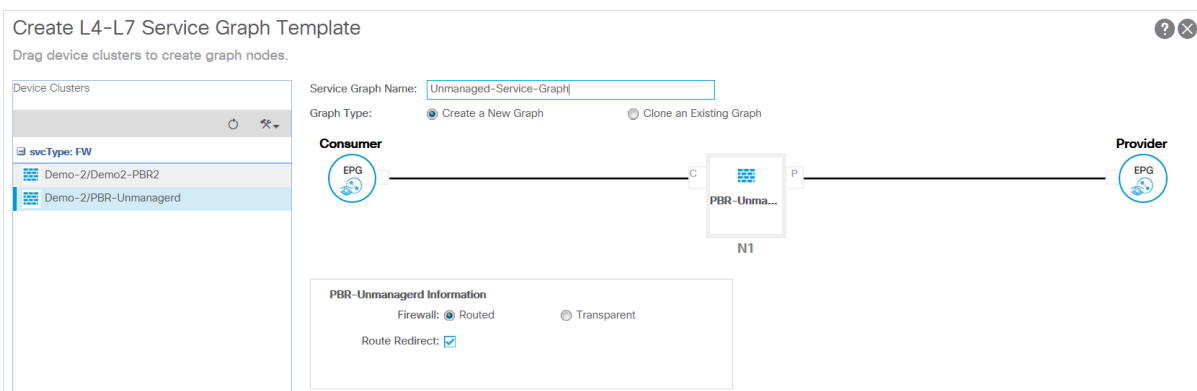 Create L4-L7 Service Graph Template
Drag device clusters to create graph nodes.
Device Clusters
svcType: FW
Demo-2/Demo2-PBR2
Demo-2/PBR-Unmanagerd
Service Graph Name: Unmanaged-Service-Graph
Graph Type: Create a New Graph Clone an Existing Graph
Consumer
Provider
EPG
C
P
EPG
PBR-Unma...
N1
PBR-Unmanagerd Information
Firewall: Routed Transparent
Route Redirect: